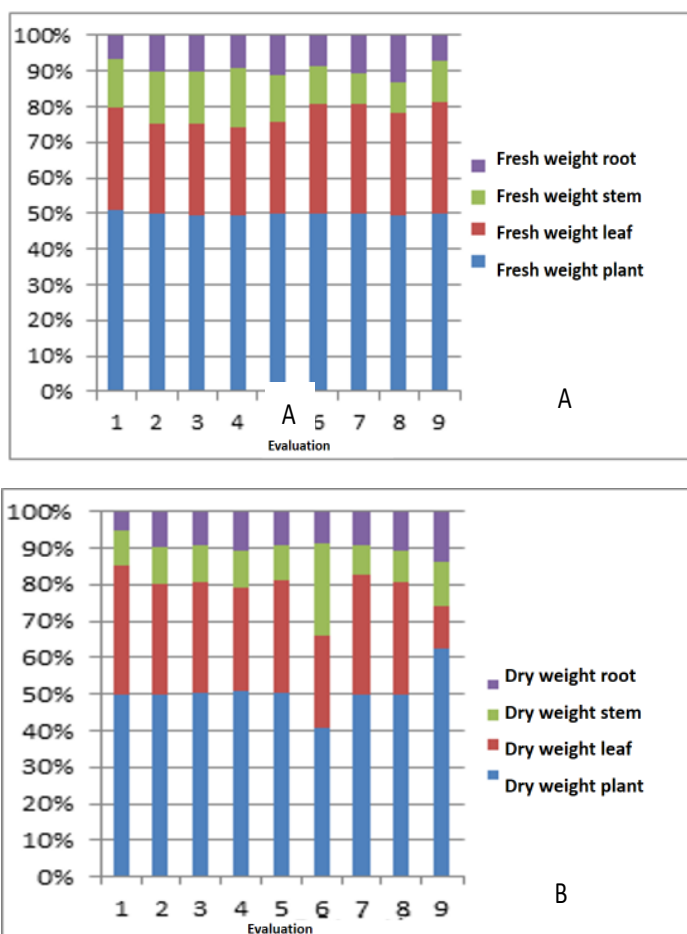 100%
90%
80%
70%
60%
50%
40%
30%
20%
10%
0%
Fresh weight root
Fresh weight stem
Fresh weight leaf
Fresh weight plant
A
1 2 3 4 A 6 7 8 9
Evaluation
100%
90%
80%
70%
60%
50%
40%
30%
20%
10%
0%
Dry weight root
Dry weight stem
Dry weight leaf
Dry weight plant
B
1 2 3 4 5 6 7 8 9
Evaluation